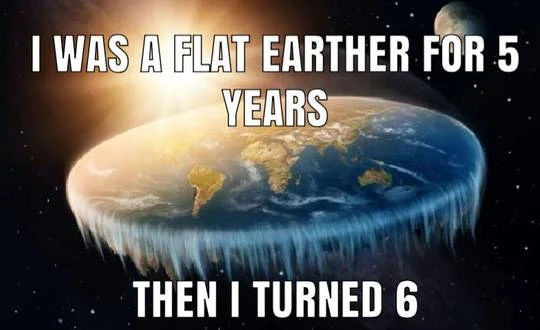 I WAS A FLAT EARTHER FOR 5
YEARS
THEN I TURNED 6